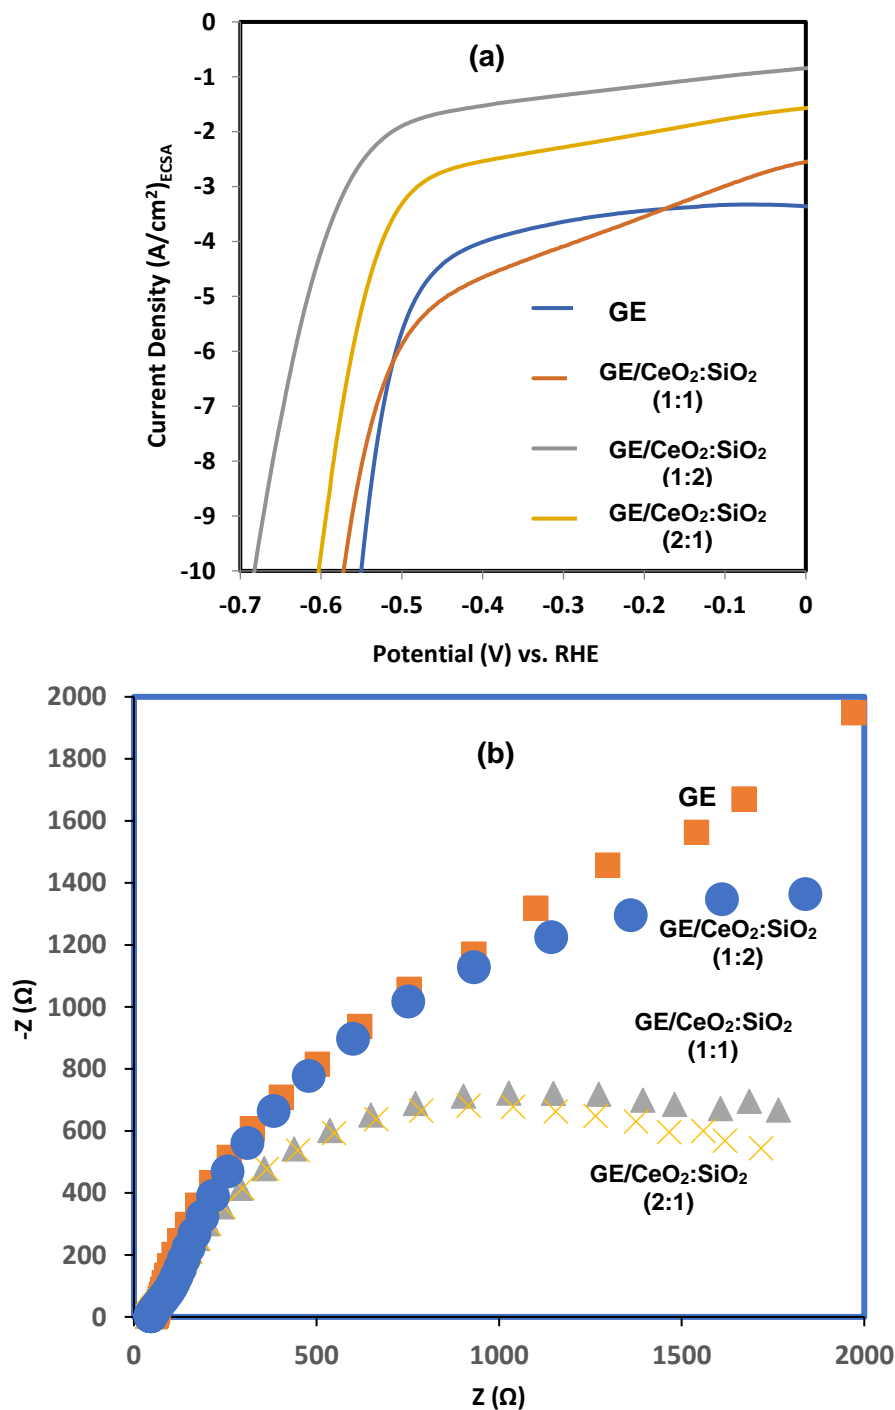 (a)
0
-1
-2
-3
-4
-5
-6
-7
-8
-9
-10
Current Density (A/cm²)ECSA
GE
GE/CeO₂:SiO₂
(1:1)
GE/CeO₂:SiO₂
(1:2)
GE/CeO₂:SiO₂
(2:1)
-0.7 -0.6 -0.5 -0.4 -0.3 -0.2 -0.1 0
Potential (V) vs. RHE
(b)
2000
1800
1600
1400
1200
1000
800
600
400
200
0
-Z (Ω)
GE
GE/CeO₂:SiO₂
(1:2)
GE/CeO₂:SiO₂
(1:1)
GE/CeO₂:SiO₂
(2:1)
0 500 1000 1500 2000
Z (Ω)